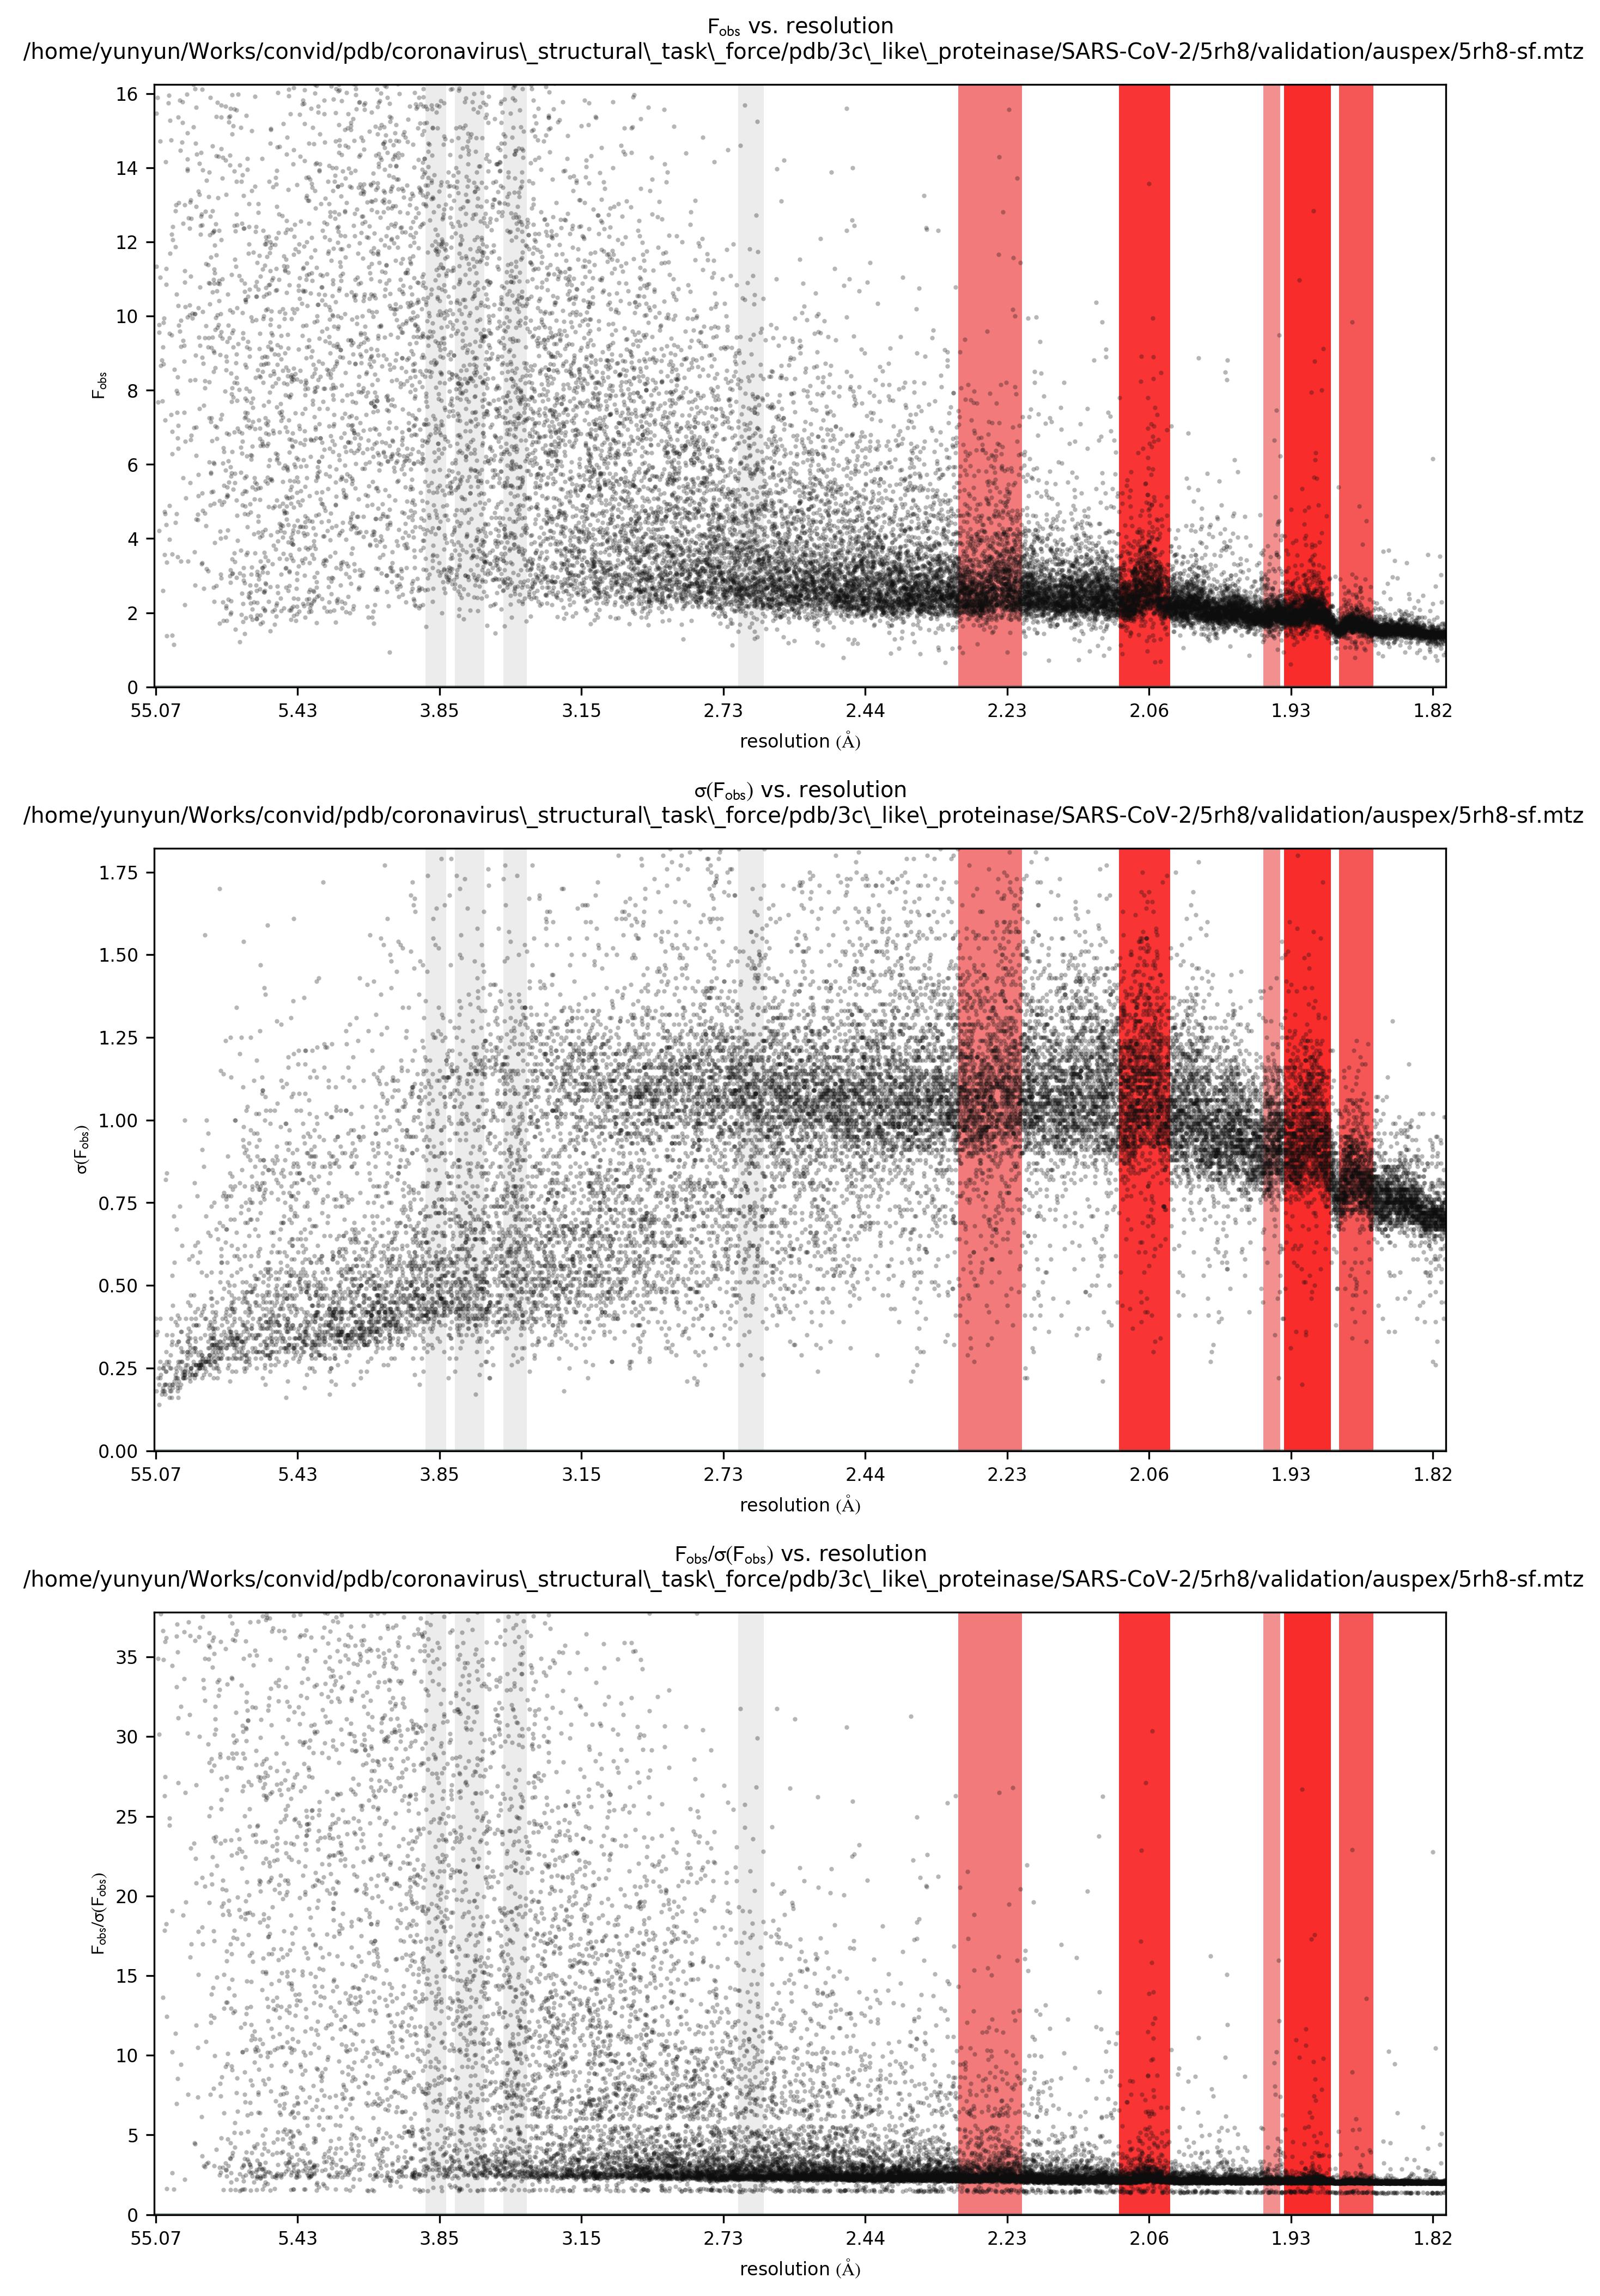 Fobs vs. resolution
/home/yunyun/Works/convid/pdb/coronavirus\_structural\_task\_force/pdb/3c\_like\_proteinase/SARS-CoV-2/5rh8/validation/auspex/5rh8-sf.mtz
16
14
12
10
8
6
4
2
0
Fobs
55.07 5.43 3.85 3.15 2.73 2.44 2.23 2.06 1.93 1.82
resolution (Å)
σ(Fobs) vs. resolution
/home/yunyun/Works/convid/pdb/coronavirus\_structural\_task\_force/pdb/3c\_like\_proteinase/SARS-CoV-2/5rh8/validation/auspex/5rh8-sf.mtz
1.75
1.50
1.25
1.00
0.75
0.50
0.25
0.00
σ(Fobs)
55.07 5.43 3.85 3.15 2.73 2.44 2.23 2.06 1.93 1.82
resolution (Å)
Fobs/σ(Fobs) vs. resolution
/home/yunyun/Works/convid/pdb/coronavirus\_structural\_task\_force/pdb/3c\_like\_proteinase/SARS-CoV-2/5rh8/validation/auspex/5rh8-sf.mtz
35
30
25
20
15
10
5
0
Fobs/σ(Fobs)
55.07 5.43 3.85 3.15 2.73 2.44 2.23 2.06 1.93 1.82
resolution (Å)